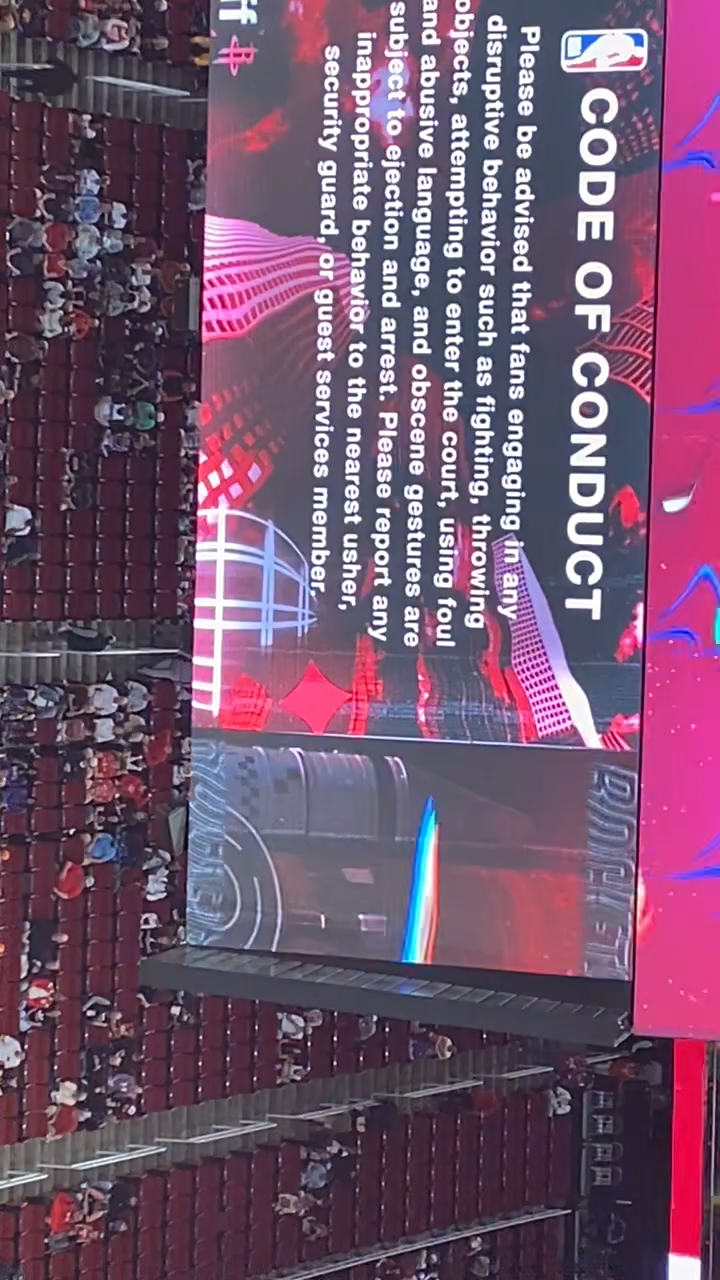 CODE OF CONDUCT
Please be advised that fans engaging in any
disruptive behavior such as fighting, throwing
objects, attempting to enter the court, using foul
and abusive language, and obscene gestures are
subject to ejection and arrest. Please report any
inappropriate behavior to the nearest usher,
security guard, or guest services member.
ROCKET